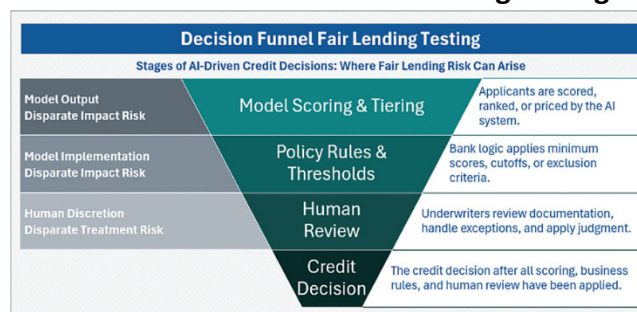 Decision Funnel Fair Lending Testing
Stages of AI-Driven Credit Decisions: Where Fair Lending Risk Can Arise
Model Output
Disparate Impact Risk
Model Scoring & Tiering
Applicants are scored,
ranked, or priced by the AI
system.
Model Implementation
Disparate Impact Risk
Policy Rules &
Thresholds
Bank logic applies minimum
scores, cutoffs, or exclusion
criteria.
Human Discretion
Disparate Treatment Risk
Human
Review
Underwriters review documentation,
handle exceptions, and apply judgment.
Credit
Decision
The credit decision after all scoring, business
rules, and human review have been applied.